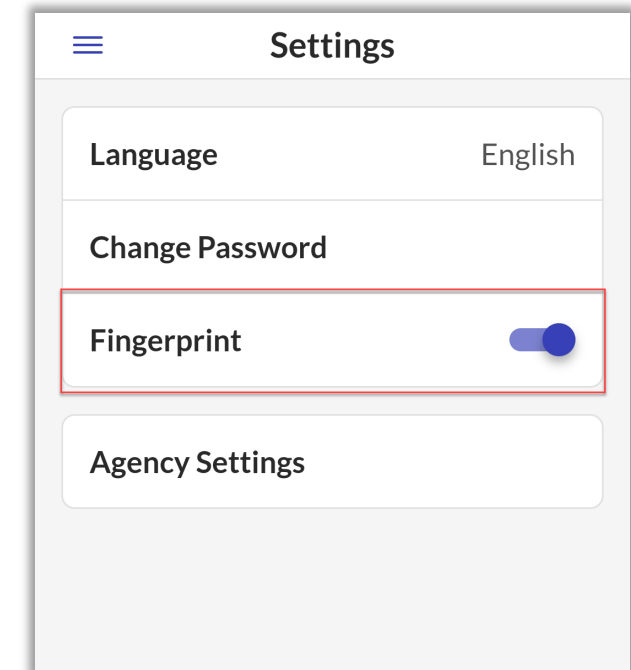 Settings
Language English
Change Password
Fingerprint
Agency Settings